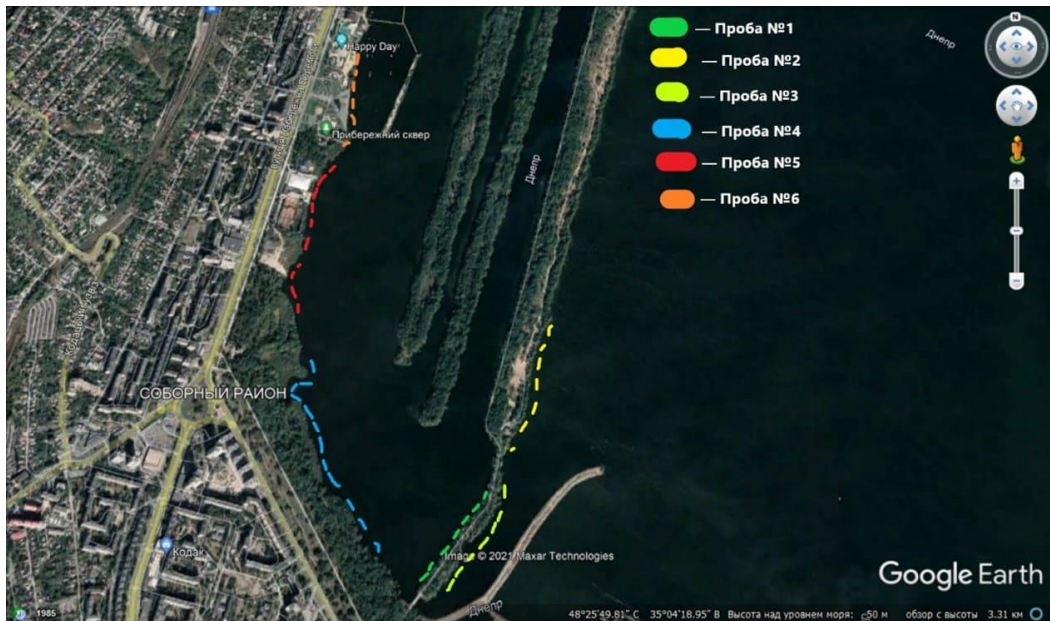 Happy Day
Прибережний сквер
Днепр
Днепр
— Проба №1
— Проба №2
— Проба №3
— Проба №4
— Проба №5
— Проба №6
N
СОБОРНЫЙ РАЙОН
Кодак
Image © 2021 Maxar Technologies
Google Earth
Днепр
1985
48°25'49.81" С 35°04'18.95" В Высота над уровнем моря: 50 м обзор с высоты 3.31 км